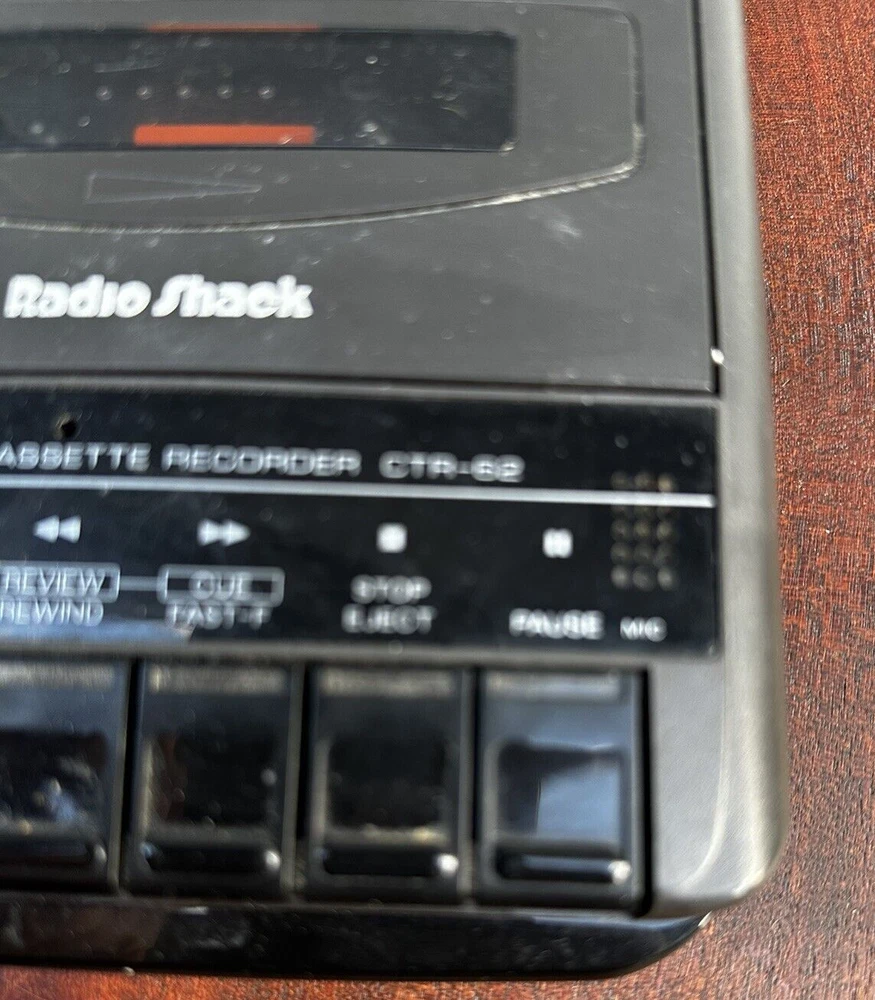 Radio Shack
ASSETTE RECORDER CTR-62
REVIEW CUE STOP
REWIND FAST-F EJECT PAUSE MIC